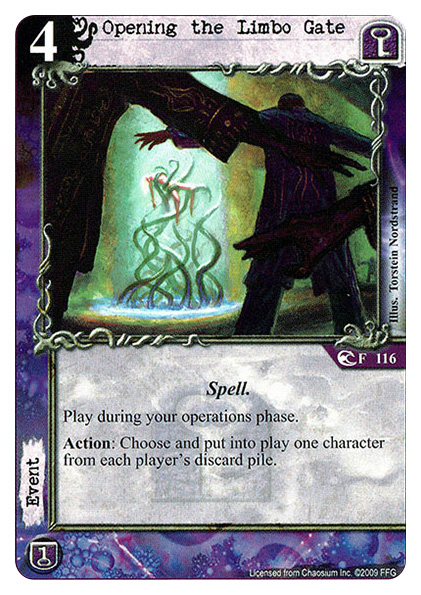 4
Opening the Limbo Gate
Illus. Torstein Nordstrand
F 116
Spell.
Play during your operations phase.
Action: Choose and put into play one character
from each player's discard pile.
Event
1
Licensed from Chaosium Inc. ©2009 FFG